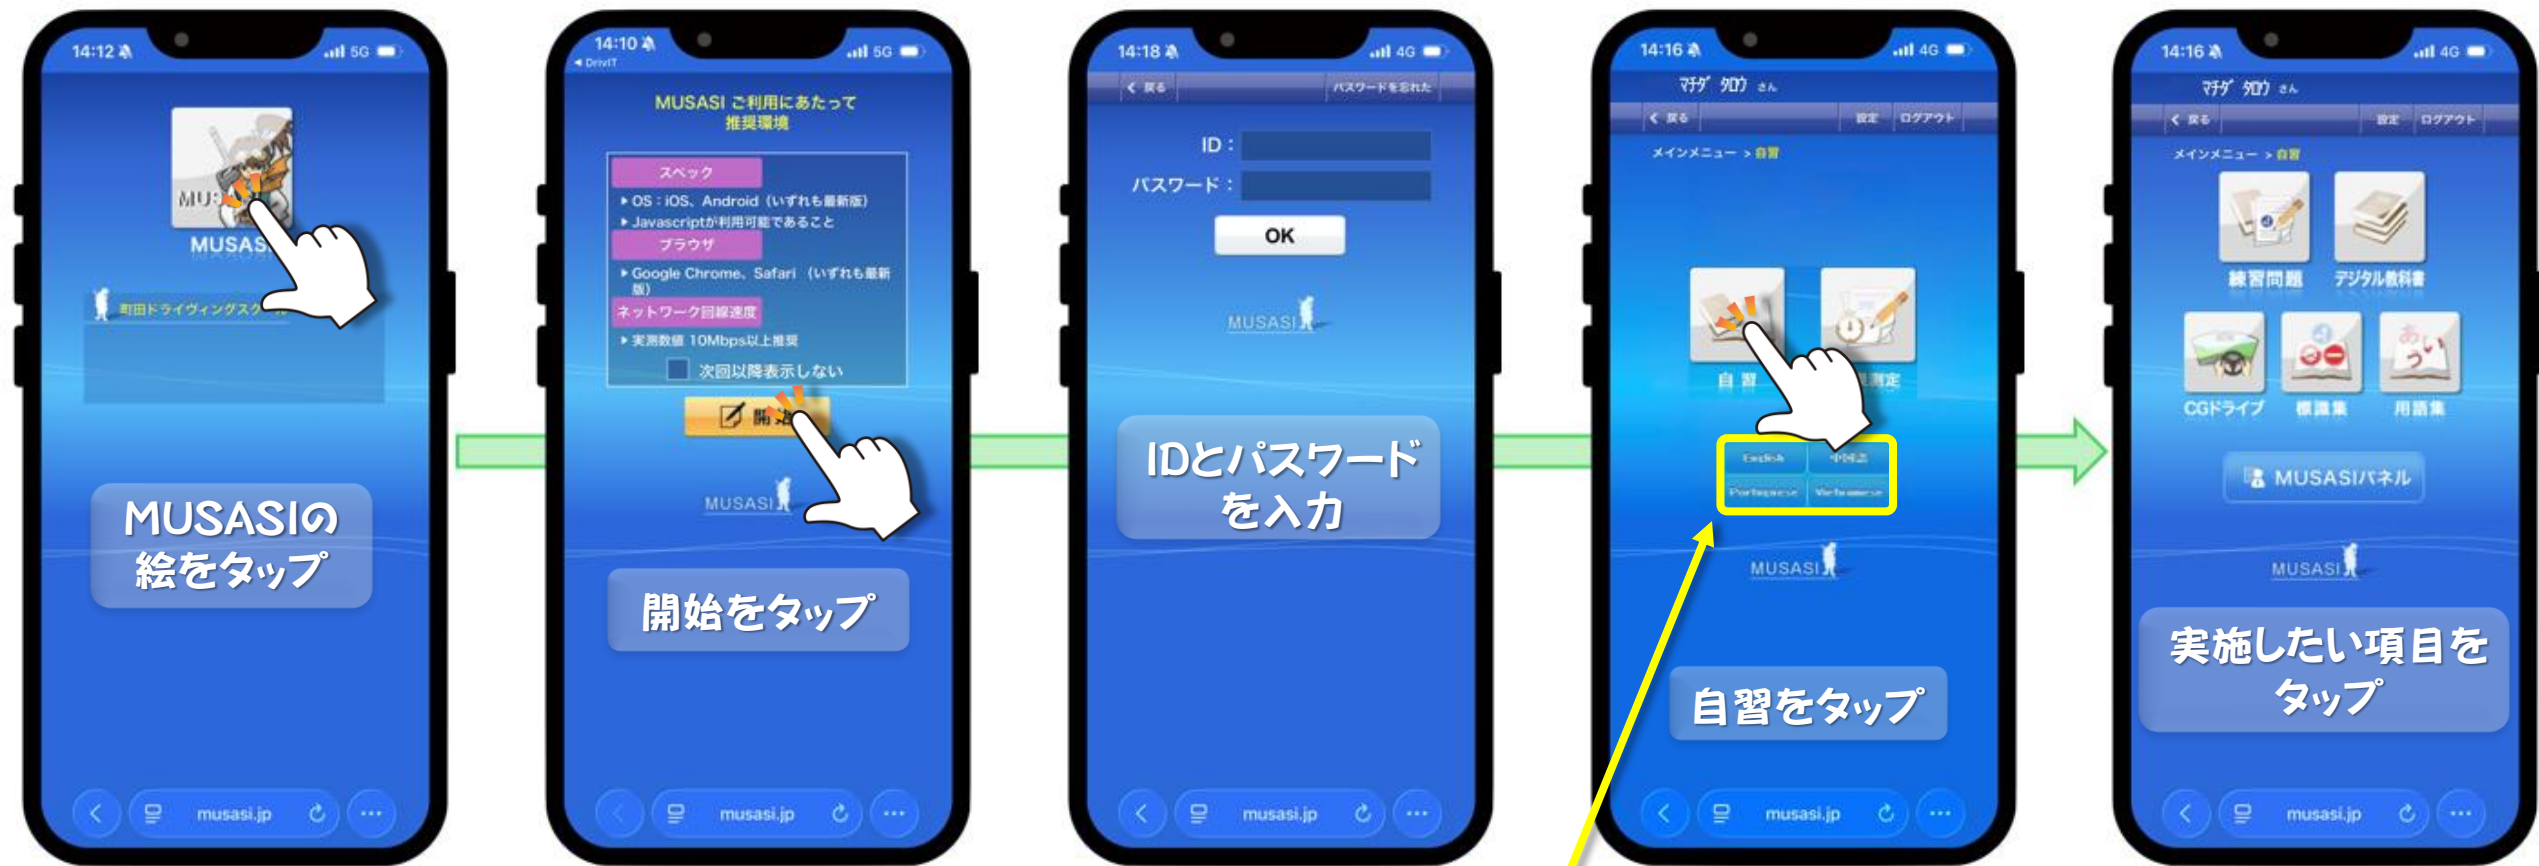 14:12
5G
MUSASI
町田ドライヴィングスクール
MUSASIの
絵をタップ
musasi.jp
14:10
5G
DrivIT
MUSASI ご利用にあたって
推奨環境
スペック
OS：iOS、Android（いずれも最新版）
Javascriptが利用可能であること
ブラウザ
Google Chrome、Safari （いずれも最新
版）
ネットワーク回線速度
実測数値 10Mbps以上推奨
次回以降表示しない
開始
MUSASI
開始をタップ
musasi.jp
14:18
4G
戻る パスワードを忘れた
ID：
パスワード：
OK
MUSASI
IDとパスワード
を入力
musasi.jp
14:16
4G
マチダ タロウ さん
戻る 設定 ログアウト
メインメニュー > 自習
自 習
測定
English 中国語
Portuguese Vietnamese
MUSASI
自習をタップ
musasi.jp
14:16
4G
マチダ タロウ さん
戻る 設定 ログアウト
メインメニュー > 自習
練習問題 デジタル教科書
CGドライブ 標識集 用語集
MUSASIパネル
MUSASI
実施したい項目を
タップ
musasi.jp